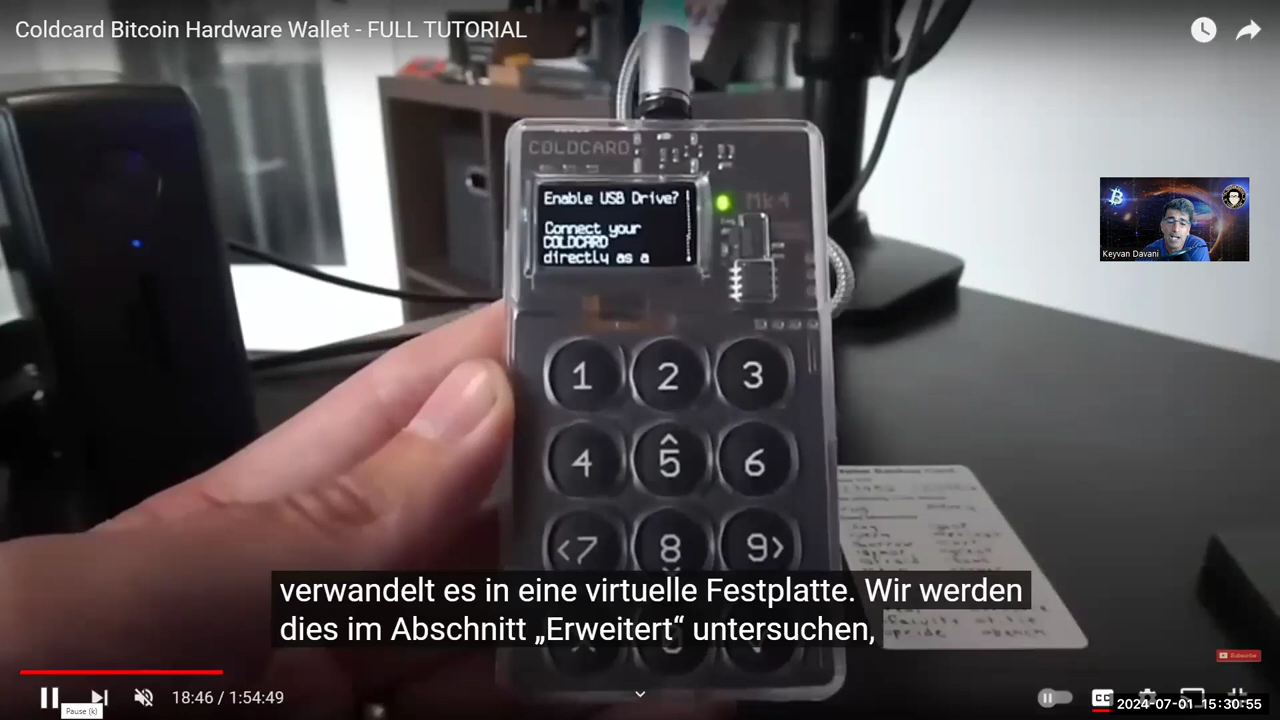 Coldcard Bitcoin Hardware Wallet - FULL TUTORIAL
COLDCARD
Enable USB Drive?
Connect your
COLDCARD
directly as a
Mk4
Keyvan Davani
1 2 3
4 5 6
<7 8 9>
verwandelt es in eine virtuelle Festplatte. Wir werden
dies im Abschnitt „Erweitert“ untersuchen,
Subscribe
18:46 / 1:54:49
Pause (k)
CC
2024-07-01 15:30:55